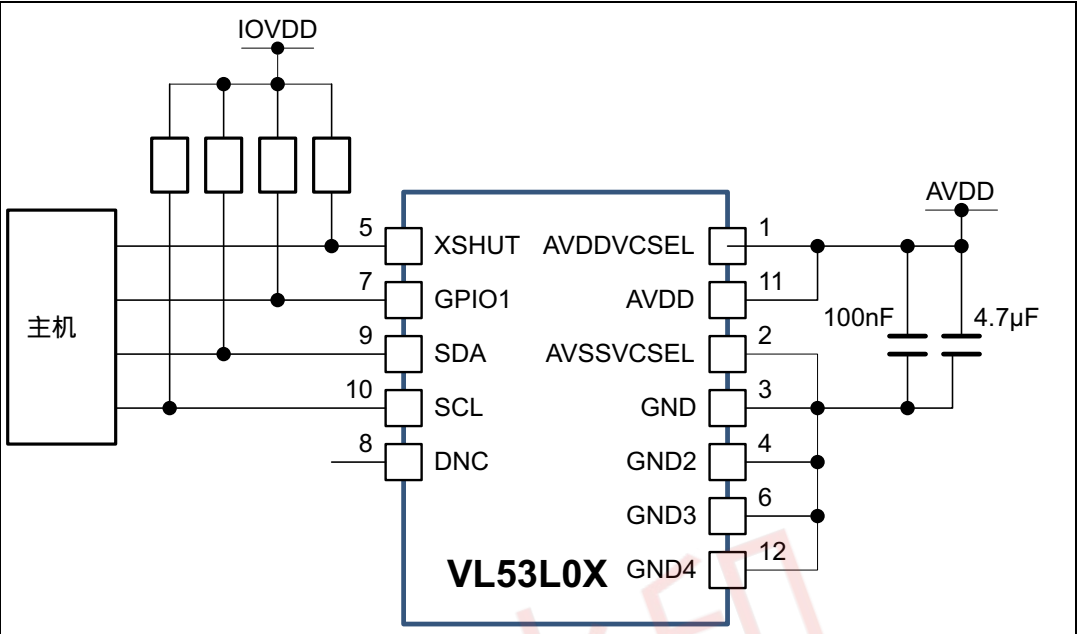 IOVDD
AVDD
主机
5 XSHUT AVDDVCSEL 1
7 GPIO1 AVDD 11
100nF 4.7µF
9 SDA AVSSVCSEL 2
10 SCL GND 3
8 DNC GND2 4
GND3 6
VL53L0X GND4 12